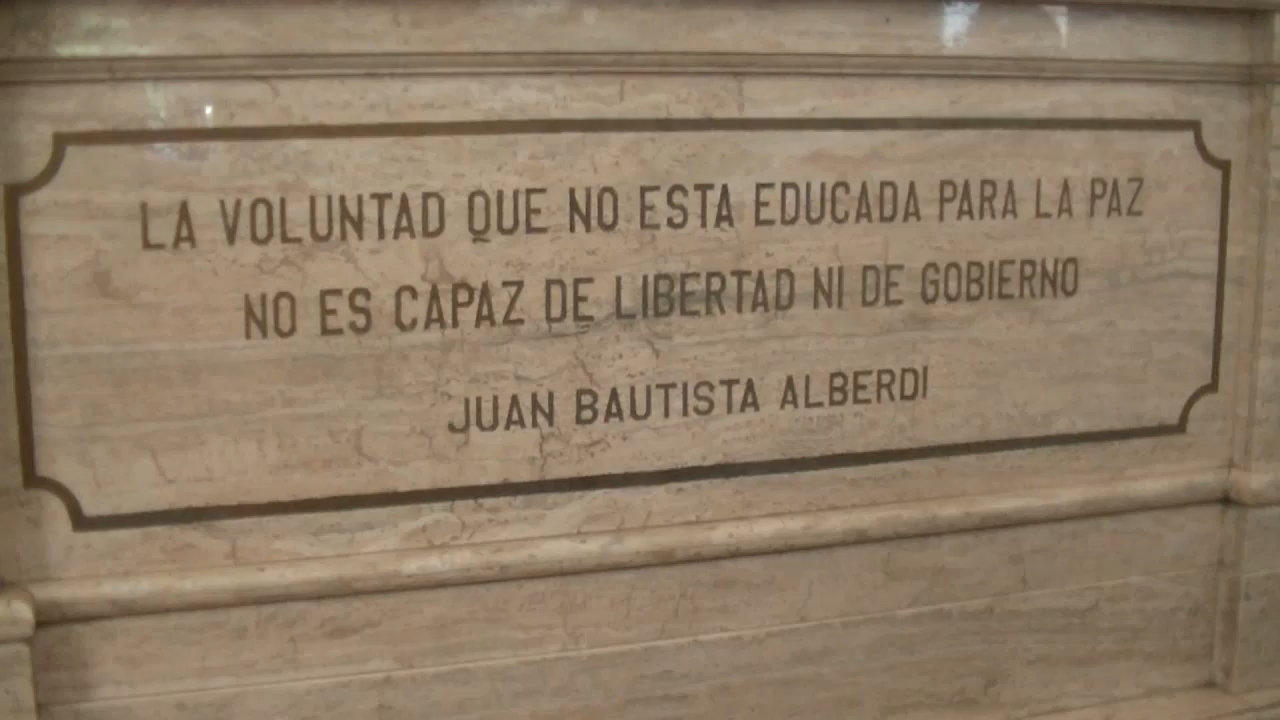 LA VOLUNTAD QUE NO ESTA EDUCADA PARA LA PAZ
NO ES CAPAZ DE LIBERTAD NI DE GOBIERNO
JUAN BAUTISTA ALBERDI